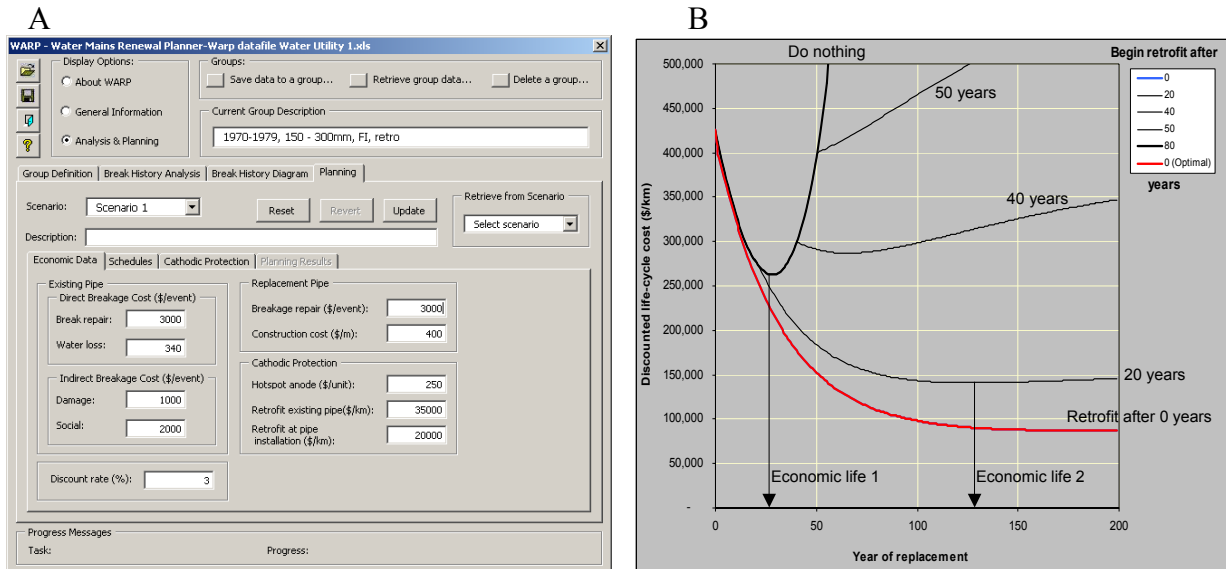 A
WARP - Water Mains Renewal Planner-Warp datafile Water Utility 1.xls
Display Options:
About WARP
General Information
Analysis & Planning
Groups:
Save data to a group...
Retrieve group data...
Delete a group...
Current Group Description
1970-1979, 150 - 300mm, FI, retro
Group Definition
Break History Analysis
Break History Diagram
Planning
Scenario:
Scenario 1
Reset
Revert
Update
Retrieve from Scenario
Select scenario
Description:
Economic Data
Schedules
Cathodic Protection
Planning Results
Existing Pipe
Direct Breakage Cost ($/event)
Break repair: 3000
Water loss: 340
Indirect Breakage Cost ($/event)
Damage: 1000
Social: 2000
Discount rate (%): 3
Replacement Pipe
Breakage repair ($/event): 3000
Construction cost ($/m): 400
Cathodic Protection
Hotspot anode ($/unit): 250
Retrofit existing pipe($/km): 35000
Retrofit at pipe
installation ($/km): 20000
Progress Messages
Task:
Progress:
B
Do nothing
Begin retrofit after
0
20
40
50
80
0 (Optimal)
years
500,000
450,000
400,000
350,000
300,000
250,000
200,000
150,000
100,000
50,000
-
Discounted life-cycle cost ($/km)
50 years
40 years
20 years
Retrofit after 0 years
Economic life 1
Economic life 2
0
50
100
150
200
Year of replacement